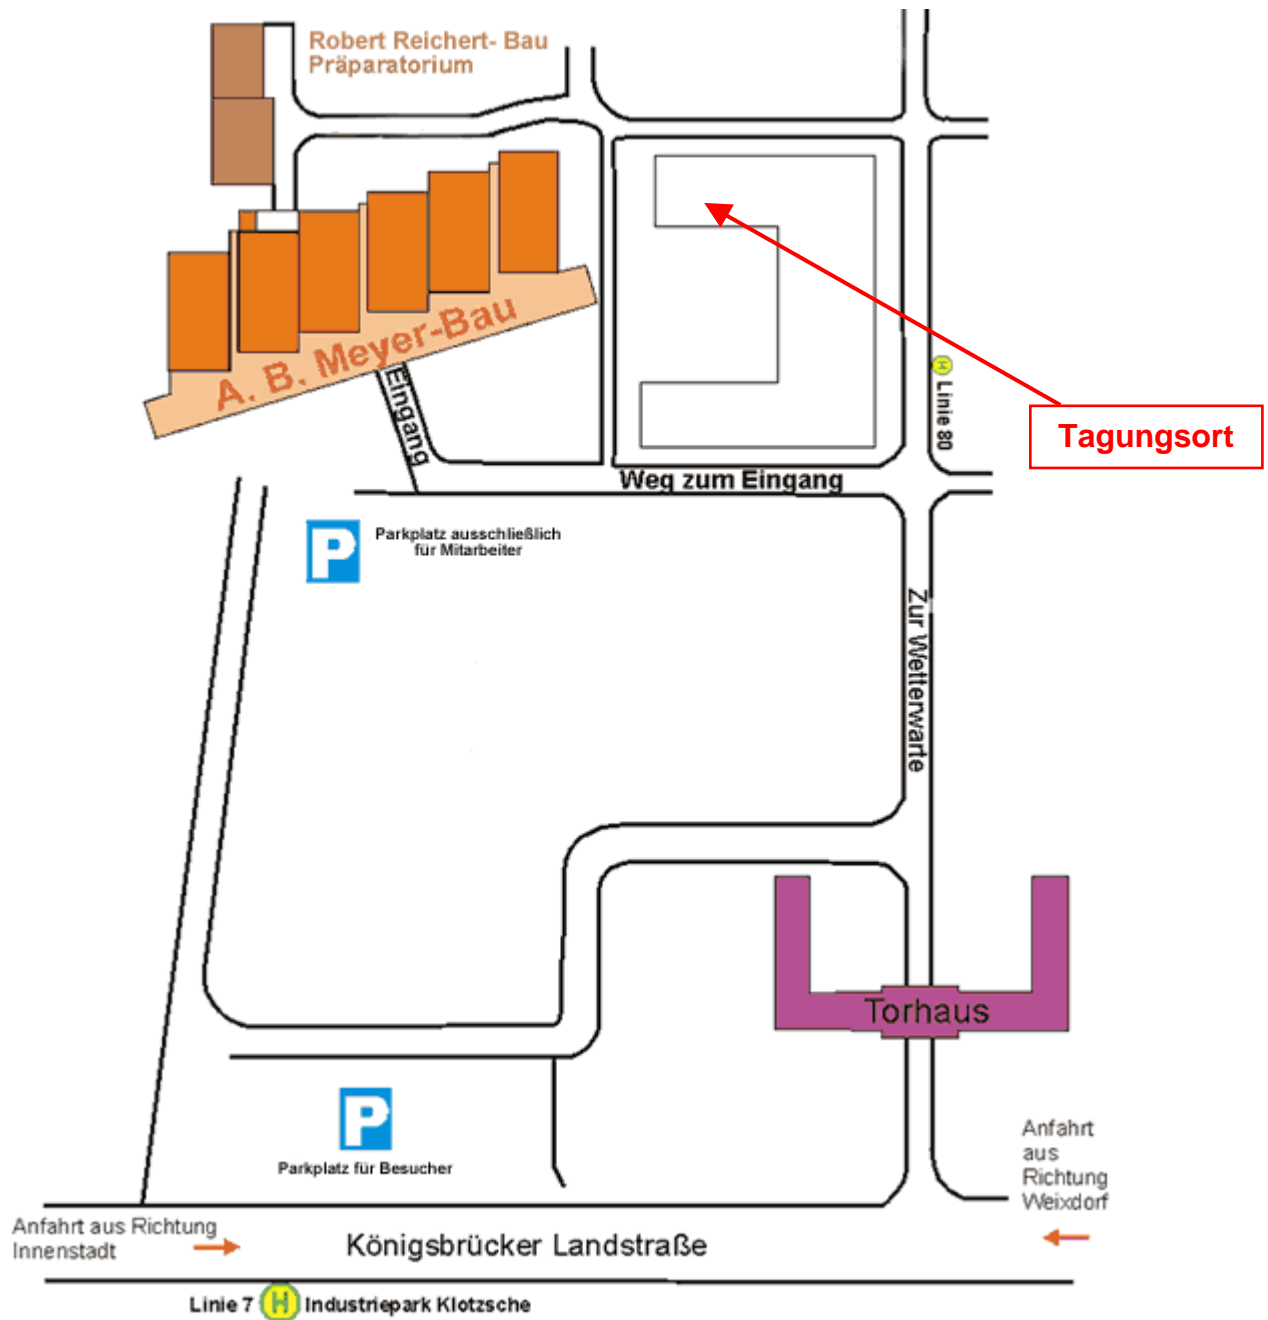 Robert Reichert- Bau
Präparatorium
A. B. Meyer-Bau
Eingang
H
Linie 80
Tagungsort
Weg zum Eingang
P
Parkplatz ausschließlich
für Mitarbeiter
Zur Wetterwarte
Torhaus
P
Parkplatz für Besucher
Anfahrt
aus
Richtung
Weixdorf
Anfahrt aus Richtung
Innenstadt
Königsbrücker Landstraße
Linie 7 H Industriepark Klotzsche